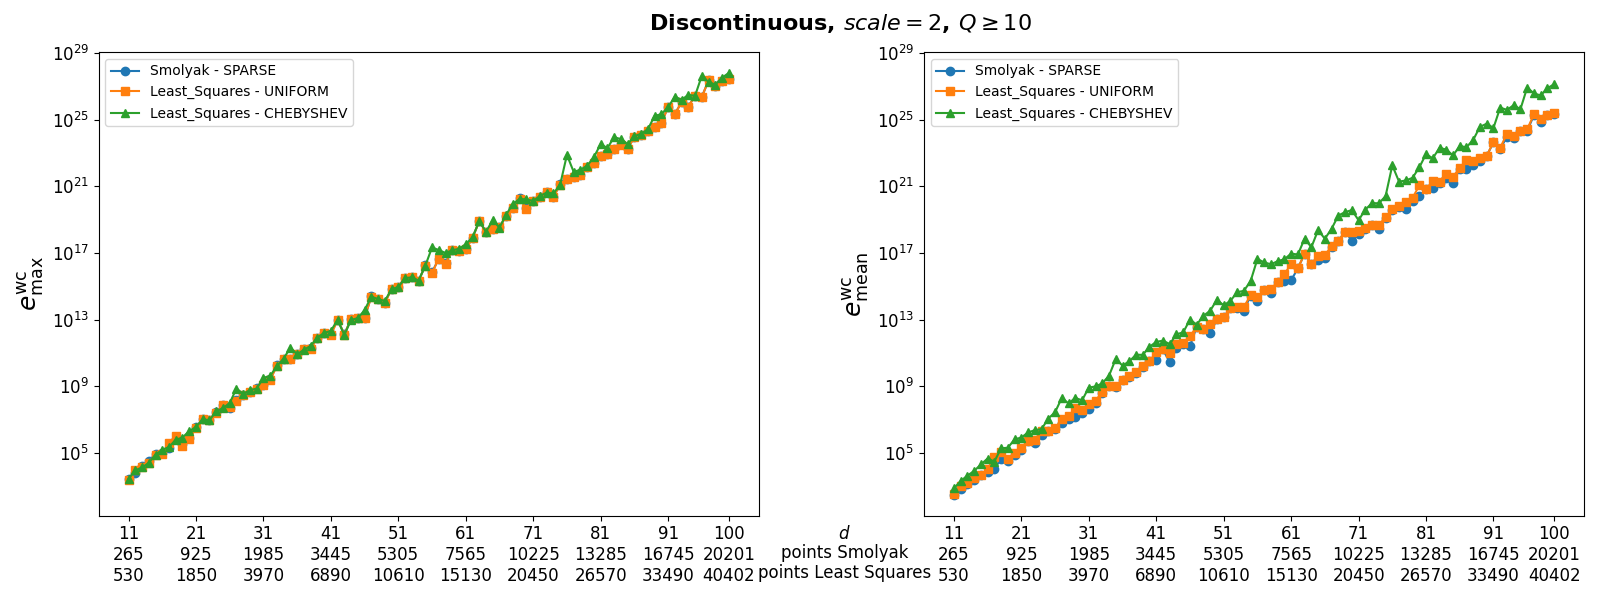 Discontinuous, scale = 2, Q ≥ 10
10^29
10^25
10^21
10^17
10^13
10^9
10^5
e^wc_max
Smolyak - SPARSE
Least_Squares - UNIFORM
Least_Squares - CHEBYSHEV
11 21 31 41 51 61 71 81 91 100
265 925 1985 3445 5305 7565 10225 13285 16745 20201
530 1850 3970 6890 10610 15130 20450 26570 33490 40402
d
points Smolyak
points Least Squares
10^29
10^25
10^21
10^17
10^13
10^9
10^5
e^wc_mean
Smolyak - SPARSE
Least_Squares - UNIFORM
Least_Squares - CHEBYSHEV
11 21 31 41 51 61 71 81 91 100
265 925 1985 3445 5305 7565 10225 13285 16745 20201
530 1850 3970 6890 10610 15130 20450 26570 33490 40402